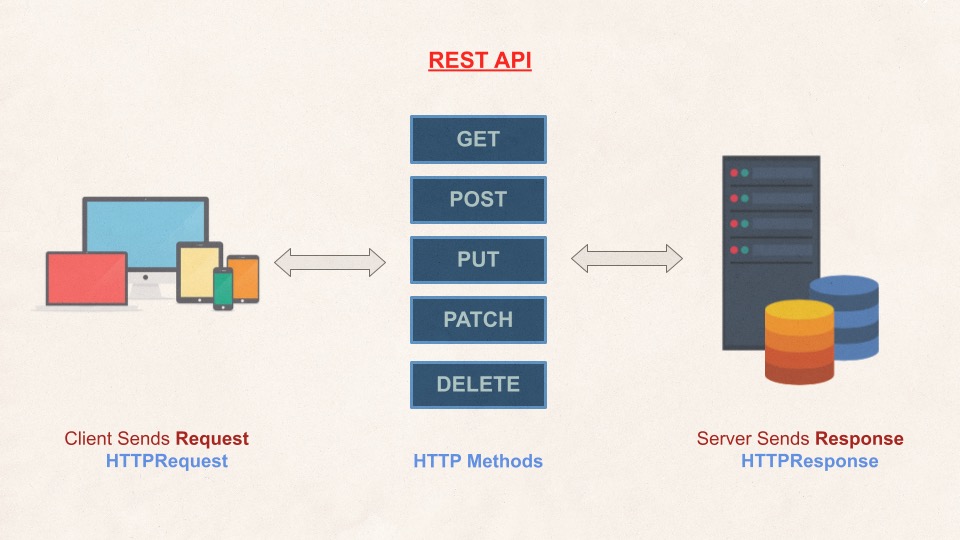 REST API
GET
POST
PUT
PATCH
DELETE
Client Sends Request
HTTPRequest
HTTP Methods
Server Sends Response
HTTPResponse